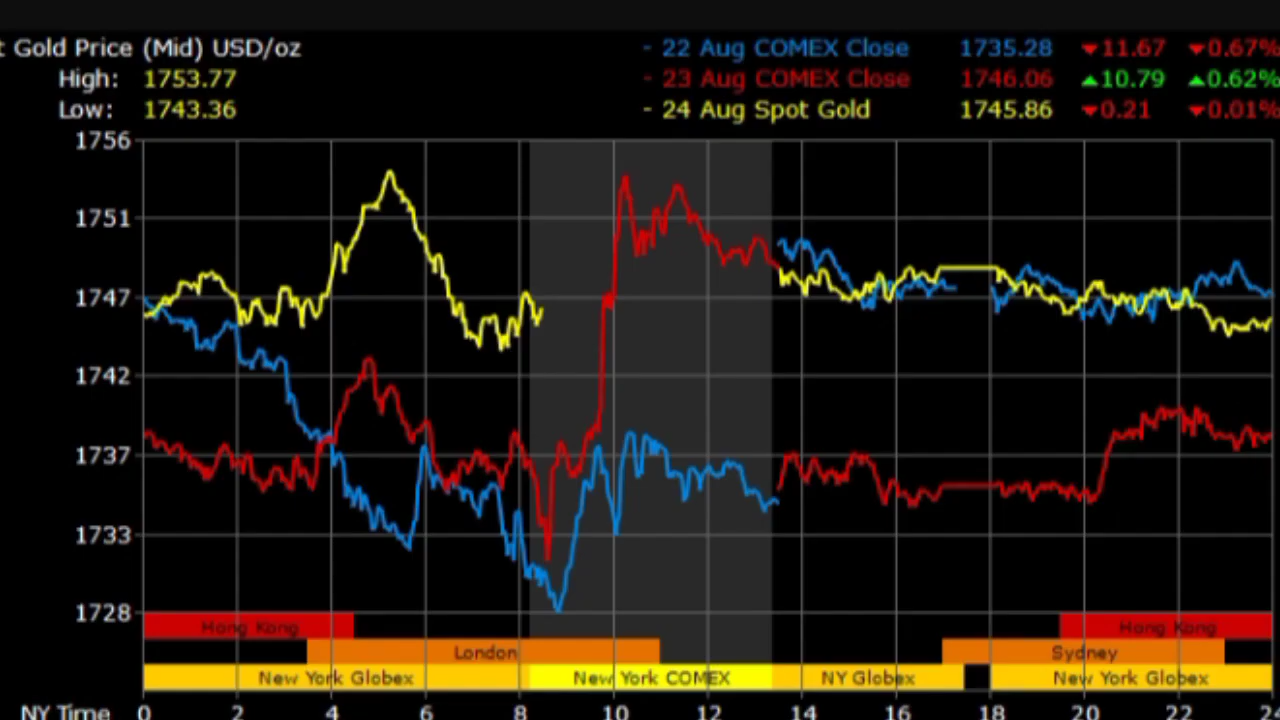 t Gold Price (Mid) USD/oz - 22 Aug COMEX Close 1735.28 ▼11.67 ▼0.67%
High: 1753.77 - 23 Aug COMEX Close 1746.06 ▲10.79 ▲0.62%
Low: 1743.36 - 24 Aug Spot Gold 1745.86 ▼0.21 ▼0.01%
1756
1751
1747
1742
1737
1733
1728
Hong Kong Hong Kong
London Sydney
New York Globex New York COMEX NY Globex New York Globex
NY Time 0 2 4 6 8 10 12 14 16 18 20 22 24